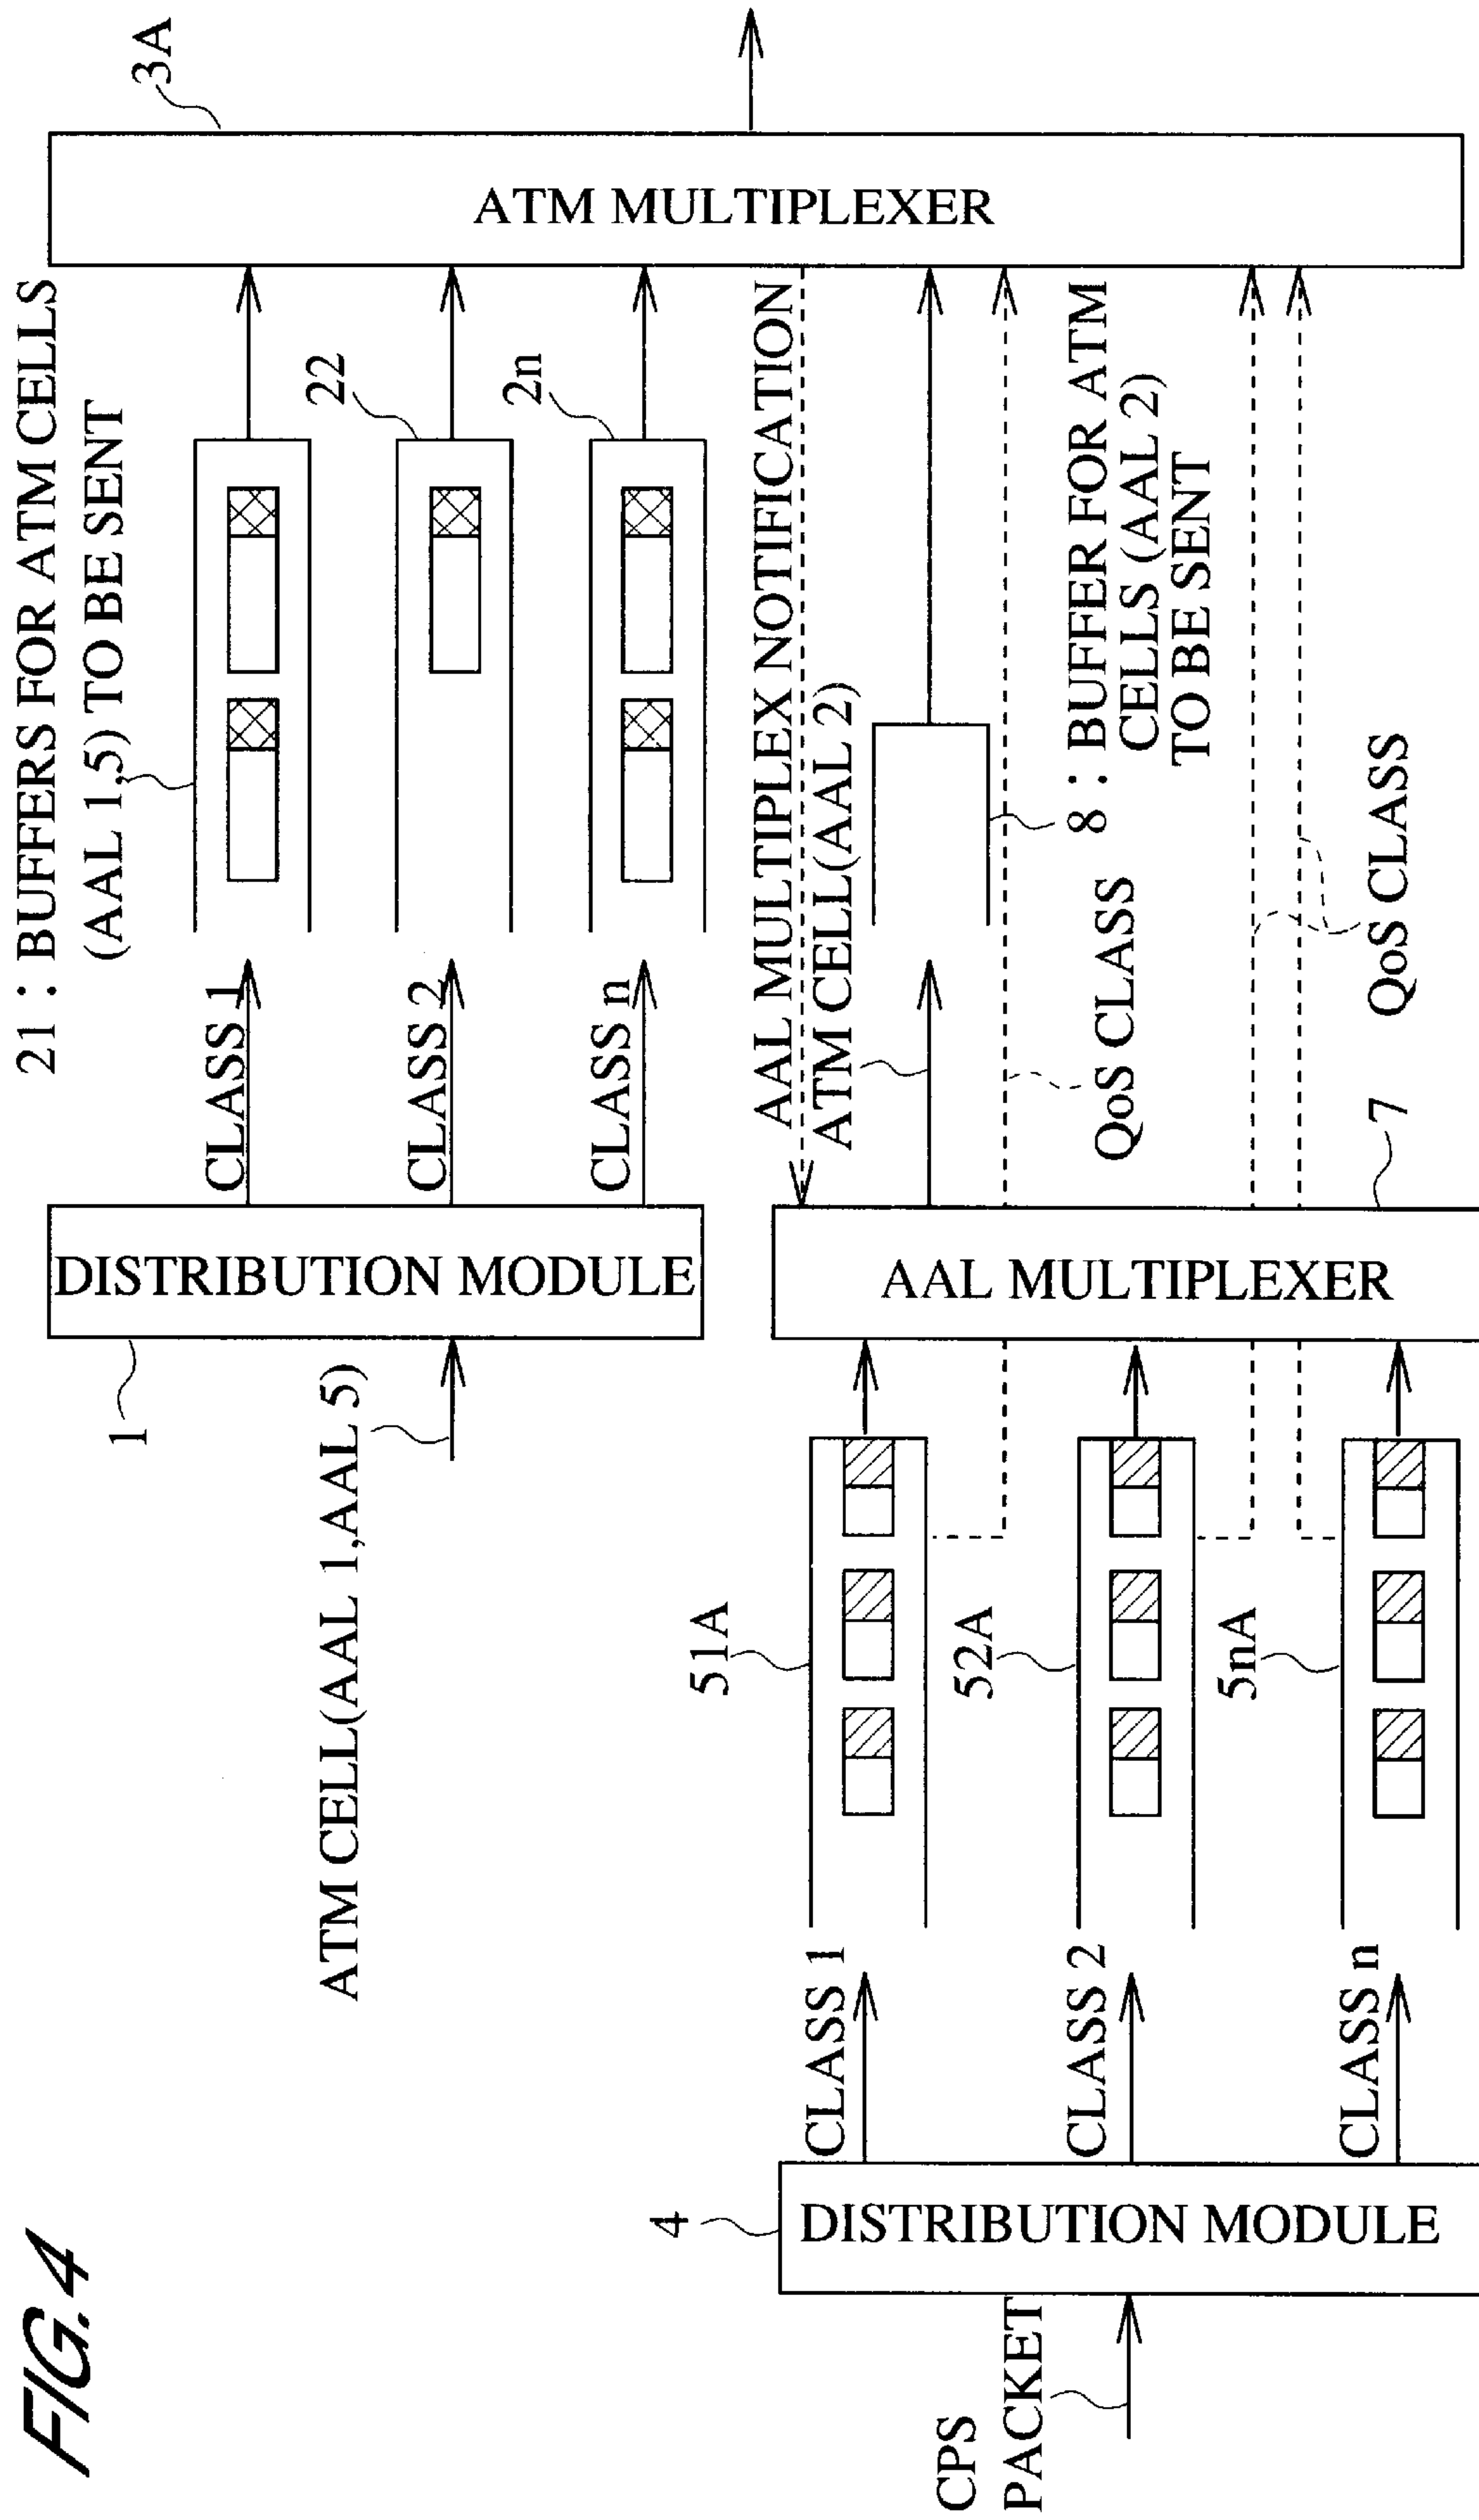 FIG.4
21 : BUFFERS FOR ATM CELLS
(AAL 1,5) TO BE SENT
3A
CLASS 1
22
CLASS 2
2n
CLASS n
1
DISTRIBUTION MODULE
ATM CELL(AAL 1,AAL 5)
ATM MULTIPLEXER
AAL MULTIPLEX NOTIFICATION
ATM CELL(AAL 2)
8 : BUFFER FOR ATM
CELLS (AAL 2)
TO BE SENT
QoS CLASS
QoS CLASS
7
AAL MULTIPLEXER
51A
CLASS 1
52A
CLASS 2
5nA
CLASS n
4
DISTRIBUTION MODULE
CPS
PACKET